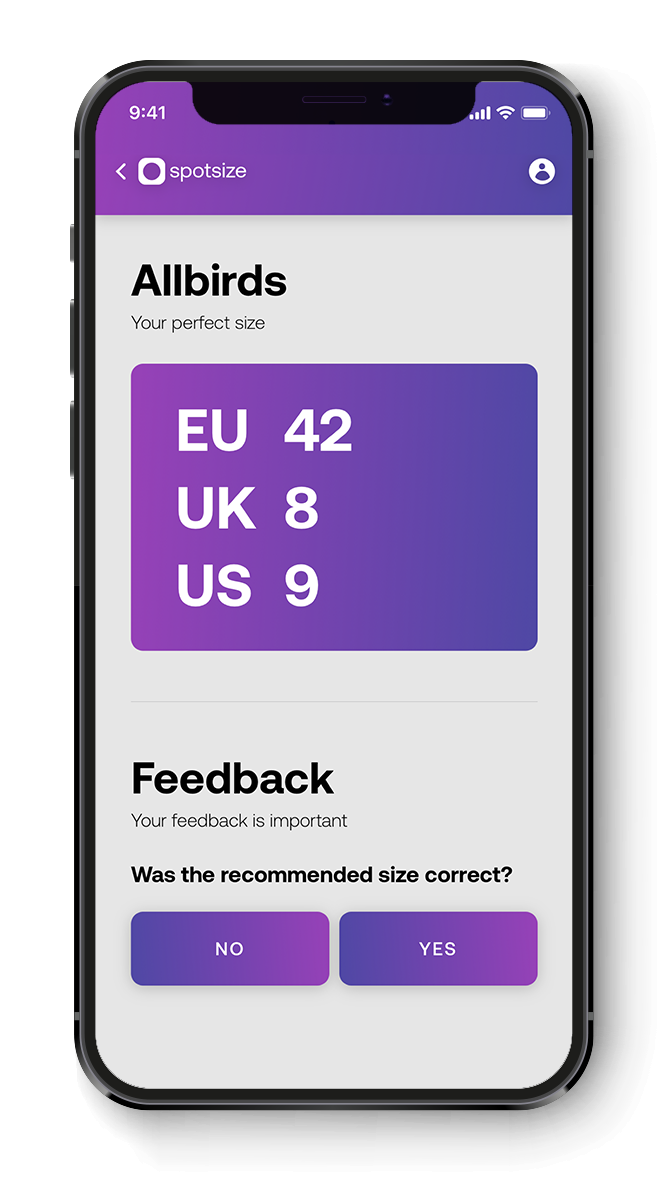 9:41
spotsize
Allbirds
Your perfect size
EU 42
UK 8
US 9
Feedback
Your feedback is important
Was the recommended size correct?
NO YES